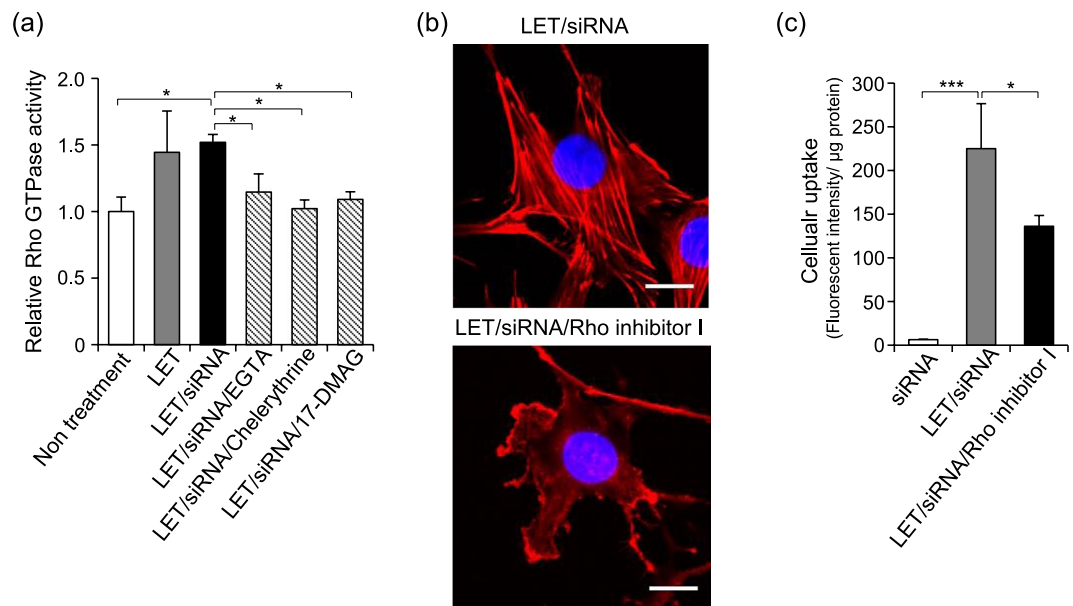 (a)
Relative Rho GTPase activity
2.0
1.5
1.0
0.5
0
*
*
*
*
Non treatment
LET
LET/siRNA
LET/siRNA/EGTA
LET/siRNA/Chelerythrine
LET/siRNA/17-DMAG
(b)
LET/siRNA
LET/siRNA/Rho inhibitor I
(c)
Cellualr uptake
(Fluorescent intensity/ μg protein)
300
250
200
150
100
50
0
***
*
siRNA
LET/siRNA
LET/siRNA/Rho inhibitor I